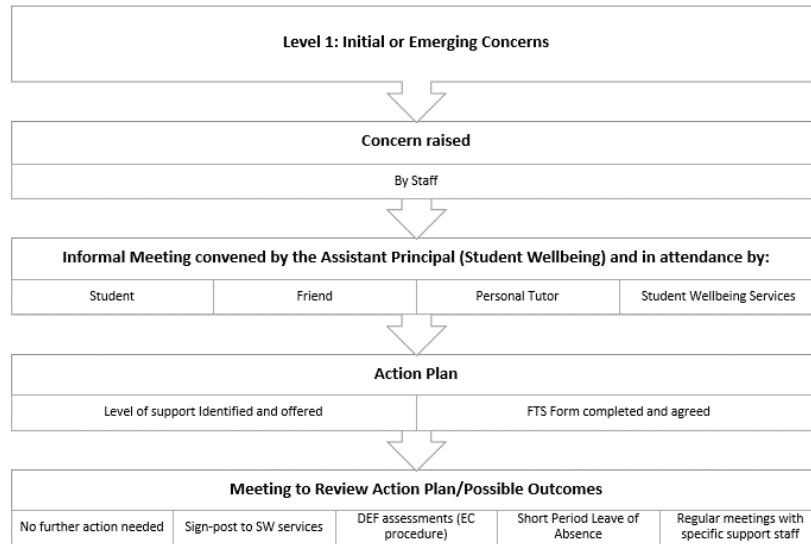 Level 1: Initial or Emerging Concerns
Concern raised
By Staff
Informal Meeting convened by the Assistant Principal (Student Wellbeing) and in attendance by:
Student
Friend
Personal Tutor
Student Wellbeing Services
Action Plan
Level of support Identified and offered
FTS Form completed and agreed
Meeting to Review Action Plan/Possible Outcomes
No further action needed
Sign-post to SW services
DEF assessments (EC
procedure)
Short Period Leave of
Absence
Regular meetings with
specific support staff